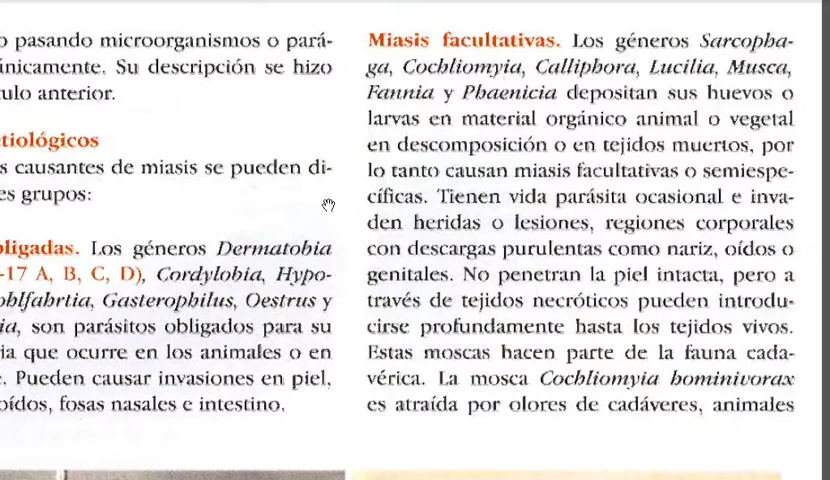 o pasando microorganismos o pará-
ánicamente. Su descripción se hizo
ulo anterior.
tiológicos
s causantes de miasis se pueden di-
es grupos:
bligadas. Los géneros Dermatobia
-17 A, B, C, D), Cordylobia, Hypo-
ohlfahrtia, Gasterophilus, Oestrus y
ia, son parásitos obligados para su
ia que ocurre en los animales o en
. Pueden causar invasiones en piel,
oídos, fosas nasales e intestino.
Miasis facultativas. Los géneros Sarcopha-
ga, Cochliomyia, Calliphora, Lucilia, Musca,
Fannia y Phaenicia depositan sus huevos o
larvas en material orgánico animal o vegetal
en descomposición o en tejidos muertos, por
lo tanto causan miasis facultativas o semiespe-
cíficas. Tienen vida parásita ocasional e inva-
den heridas o lesiones, regiones corporales
con descargas purulentas como nariz, oídos o
genitales. No penetran la piel intacta, pero a
través de tejidos necróticos pueden introdu-
cirse profundamente hasta los tejidos vivos.
Estas moscas hacen parte de la fauna cada-
vérica. La mosca Cochliomyia hominivorax
es atraída por olores de cadáveres, animales